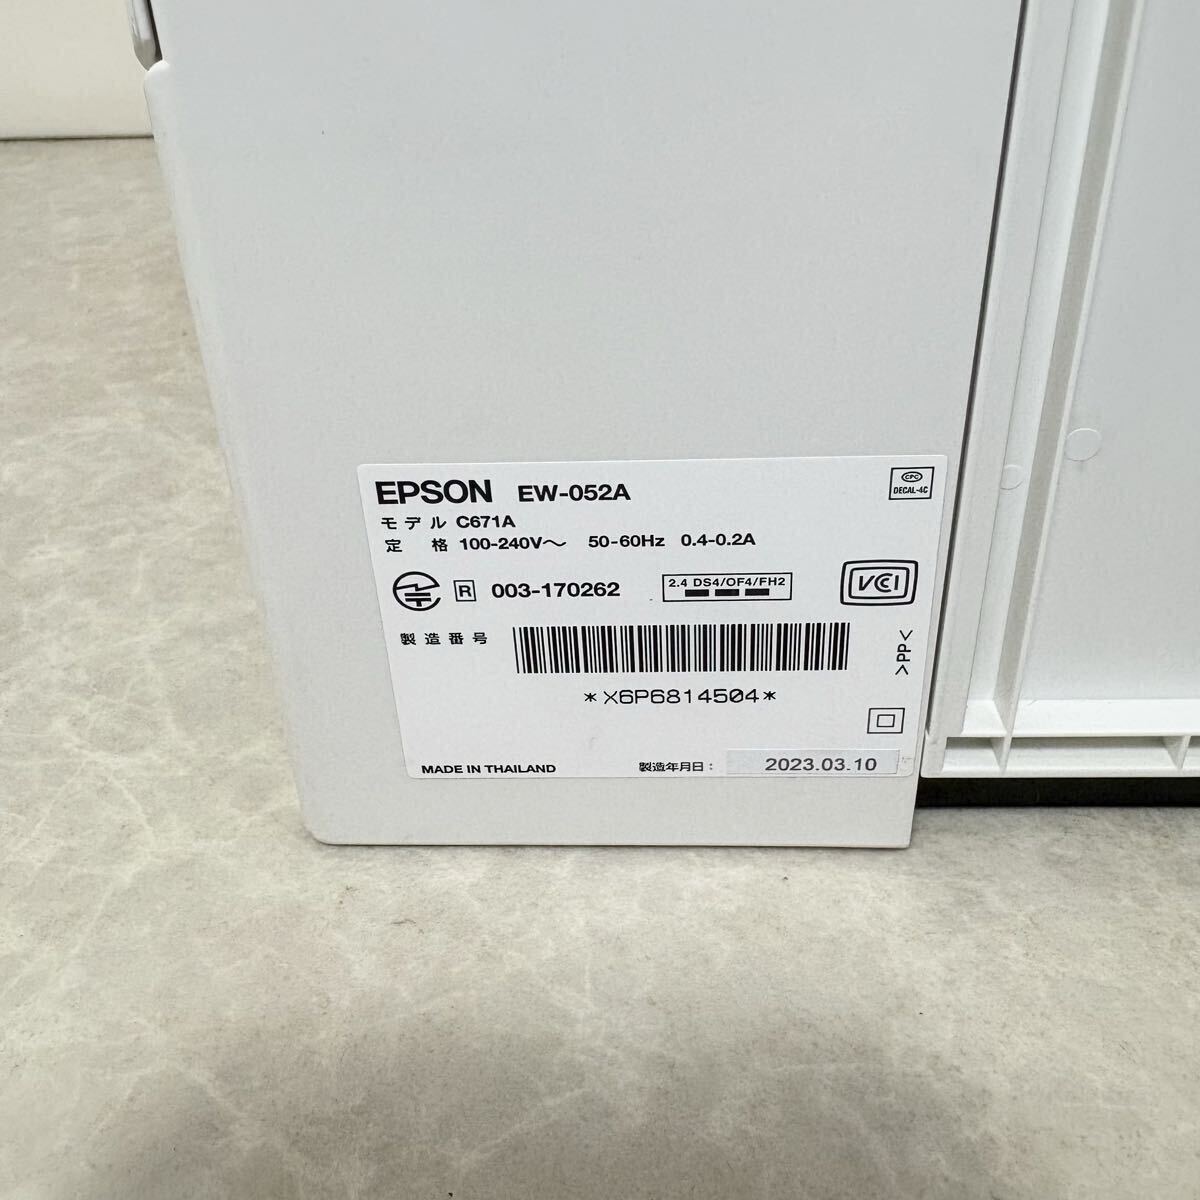 EPSON EW-052A
CPC
DECAL-4C
モデル C671A
定 格 100-240V～ 50-60Hz 0.4-0.2A
R 003-170262
2.4 DS4/OF4/FH2
VCCI
製造番号
*X6P6814504*
>PP<
MADE IN THAILAND
製造年月日： 2023.03.10